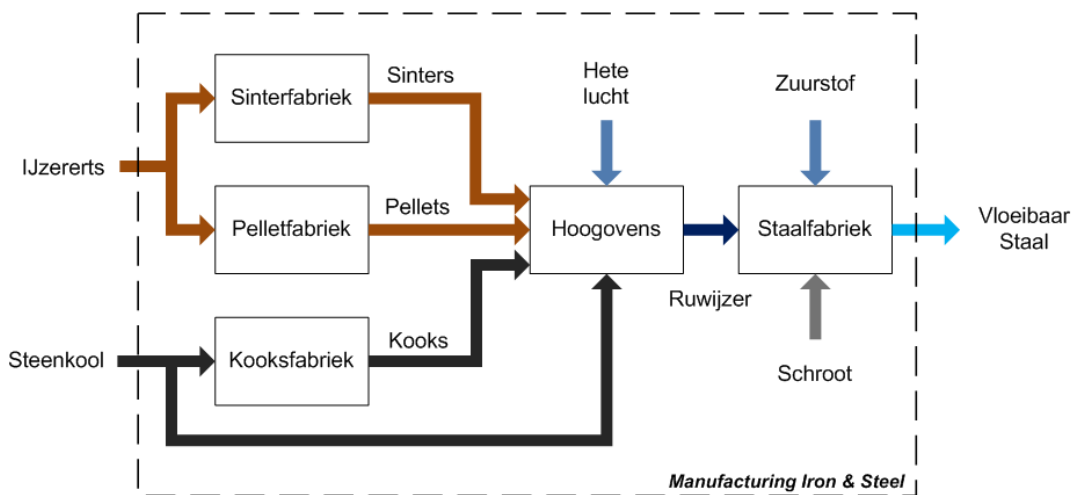 Sinters
Hete
lucht
Zuurstof
Sinterfabriek
IJzererts
Pellets
Pelletfabriek
Hoogovens
Staalfabriek
Vloeibaar
Staal
Ruwijzer
Kooks
Steenkool
Kooksfabriek
Schroot
Manufacturing Iron & Steel